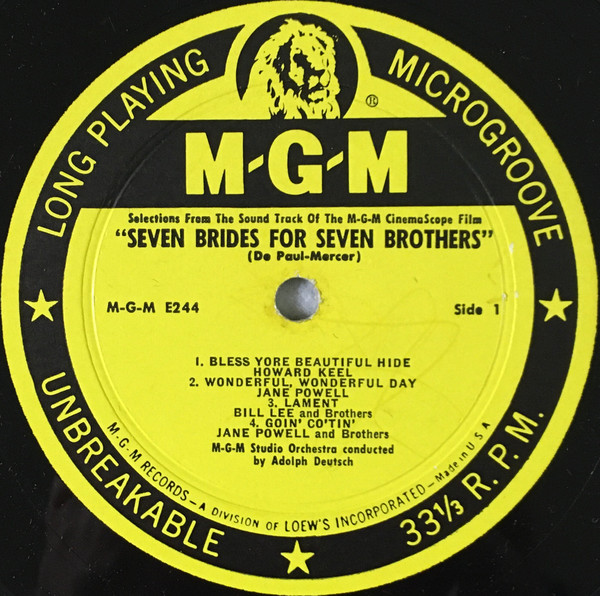 LONG PLAYING
MICROGROOVE
®
M-G-M
Selections From The Sound Track Of The M-G-M CinemaScope Film
"SEVEN BRIDES FOR SEVEN BROTHERS"
(De Paul-Mercer)
M-G-M E244
Side 1
1. BLESS YORE BEAUTIFUL HIDE
HOWARD KEEL
2. WONDERFUL, WONDERFUL DAY
JANE POWELL
3. LAMENT
BILL LEE and Brothers
4. GOIN' CO'TIN'
JANE POWELL and Brothers
M-G-M Studio Orchestra conducted
by Adolph Deutsch
M-G-M RECORDS—A DIVISION OF LOEW'S INCORPORATED—Made in U.S.A
UNBREAKABLE
33⅓ R.P.M.